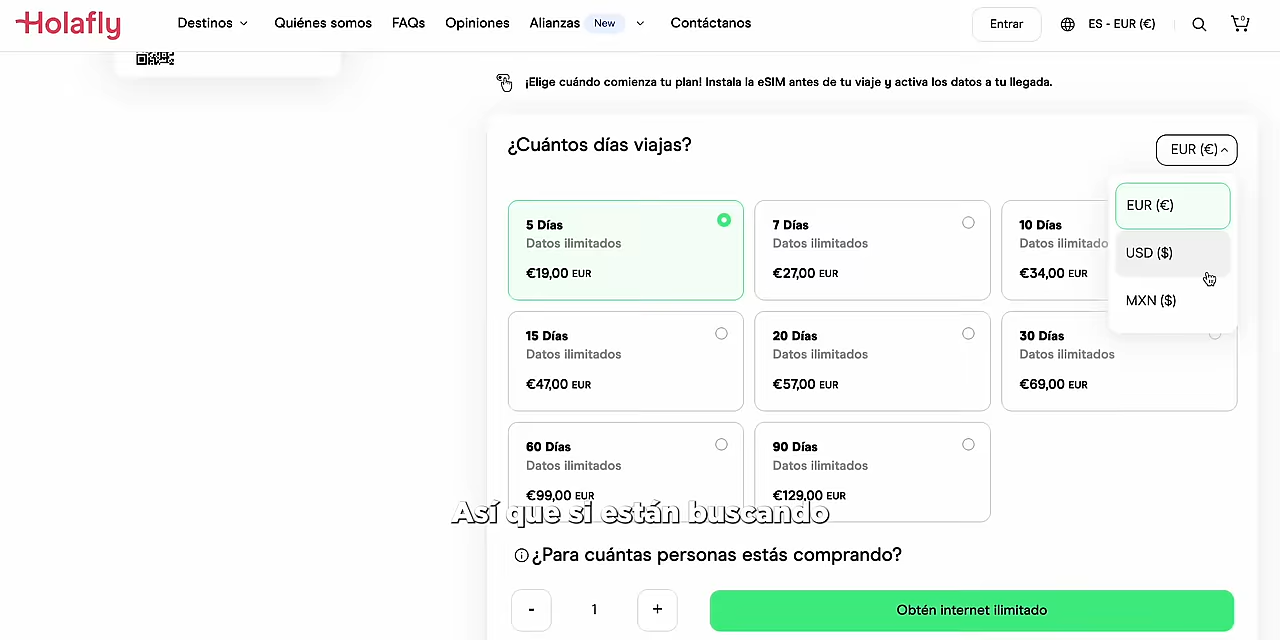 Holafly
Destinos
Quiénes somos
FAQs
Opiniones
Alianzas New
Contáctanos
Entrar
ES - EUR (€)
0
¡Elige cuándo comienza tu plan! Instala la eSIM antes de tu viaje y activa los datos a tu llegada.
¿Cuántos días viajas?
EUR (€)
EUR (€)
USD ($)
MXN ($)
5 Días
Datos ilimitados
€19,00 EUR
7 Días
Datos ilimitados
€27,00 EUR
10 Días
Datos ilimitado
€34,00 EUR
15 Días
Datos ilimitados
€47,00 EUR
20 Días
Datos ilimitados
€57,00 EUR
30 Días
Datos ilimitados
€69,00 EUR
60 Días
Datos ilimitados
€99,00 EUR
90 Días
Datos ilimitados
€129,00 EUR
Así que si están buscando
¿Para cuántas personas estás comprando?
- 1 +
Obtén internet ilimitado